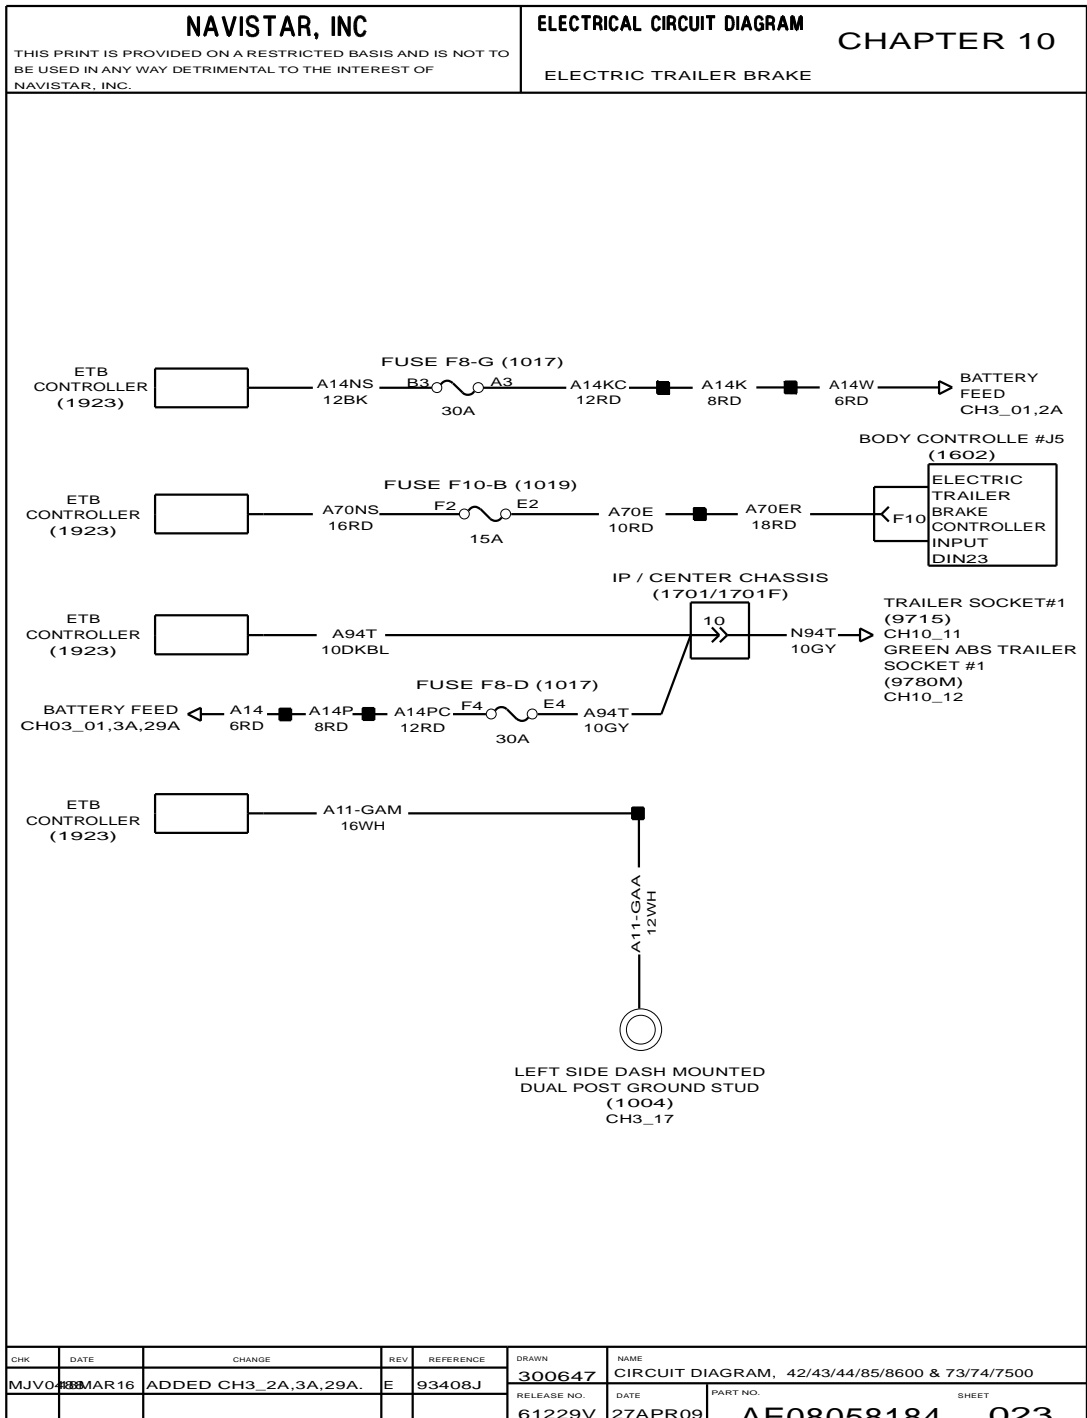 NAVISTAR, INC
THIS PRINT IS PROVIDED ON A RESTRICTED BASIS AND IS NOT TO
BE USED IN ANY WAY DETRIMENTAL TO THE INTEREST OF
NAVISTAR, INC.
ELECTRICAL CIRCUIT DIAGRAM
CHAPTER 10
ELECTRIC TRAILER BRAKE
ETB
CONTROLLER
(1923)
A14NS
12BK
FUSE F8-G (1017)
B3
A3
30A
A14KC
12RD
A14K
8RD
A14W
6RD
BATTERY
FEED
CH3_01,2A
ETB
CONTROLLER
(1923)
A70NS
16RD
FUSE F10-B (1019)
F2
E2
15A
A70E
10RD
A70ER
18RD
BODY CONTROLLE #J5
(1602)
F10
ELECTRIC
TRAILER
BRAKE
CONTROLLER
INPUT
DIN23
ETB
CONTROLLER
(1923)
A94T
10DKBL
IP / CENTER CHASSIS
(1701/1701F)
10
N94T
10GY
TRAILER SOCKET#1
(9715)
CH10_11
GREEN ABS TRAILER
SOCKET #1
(9780M)
CH10_12
BATTERY FEED
CH03_01,3A,29A
A14
6RD
A14P
8RD
A14PC
12RD
FUSE F8-D (1017)
F4
E4
30A
A94T
10GY
ETB
CONTROLLER
(1923)
A11-GAM
16WH
A11-GAA
12WH
LEFT SIDE DASH MOUNTED
DUAL POST GROUND STUD
(1004)
CH3_17
CHK DATE CHANGE REV REFERENCE
ADDED CH3_2A,3A,29A. E 93408J
DRAWN
300647
NAME
CIRCUIT DIAGRAM, 42/43/44/85/8600 & 73/74/7500
RELEASE NO.
61229V
DATE
27APR09
PART NO.
AE08058184
SHEET
023